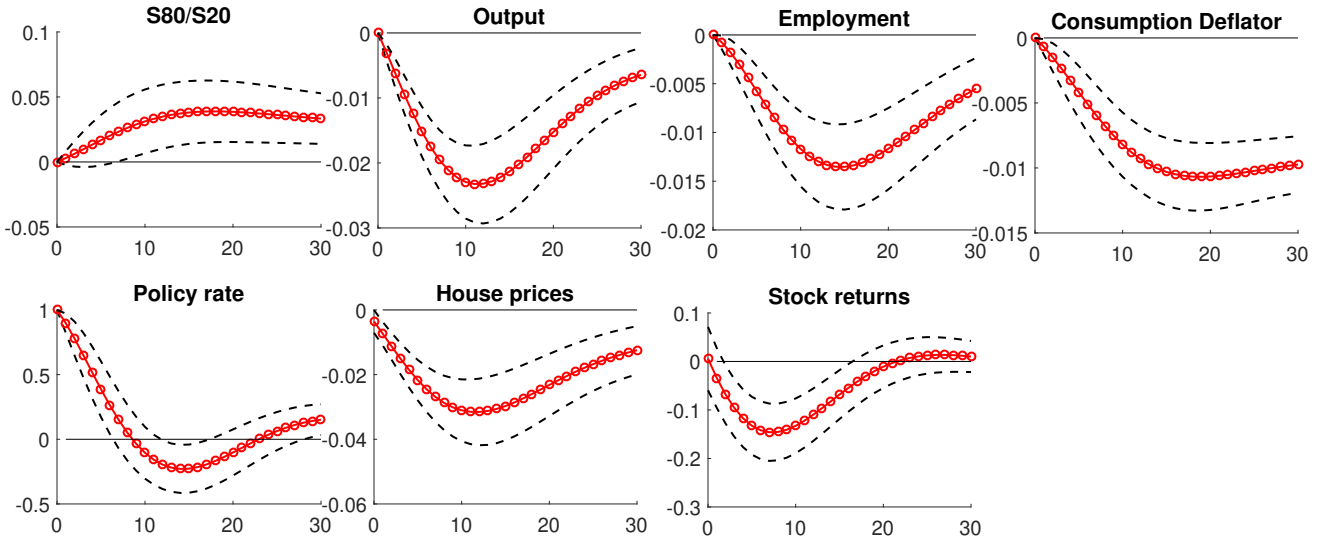 S80/S20
0.1
0.05
0
-0.05
0 10 20 30
Output
0
-0.01
-0.02
-0.03
0 10 20 30
Employment
0
-0.005
-0.01
-0.015
-0.02
0 10 20 30
Consumption Deflator
0
-0.005
-0.01
-0.015
0 10 20 30
Policy rate
1
0.5
0
-0.5
0 10 20 30
House prices
0
-0.02
-0.04
-0.06
0 10 20 30
Stock returns
0.1
0
-0.1
-0.2
-0.3
0 10 20 30